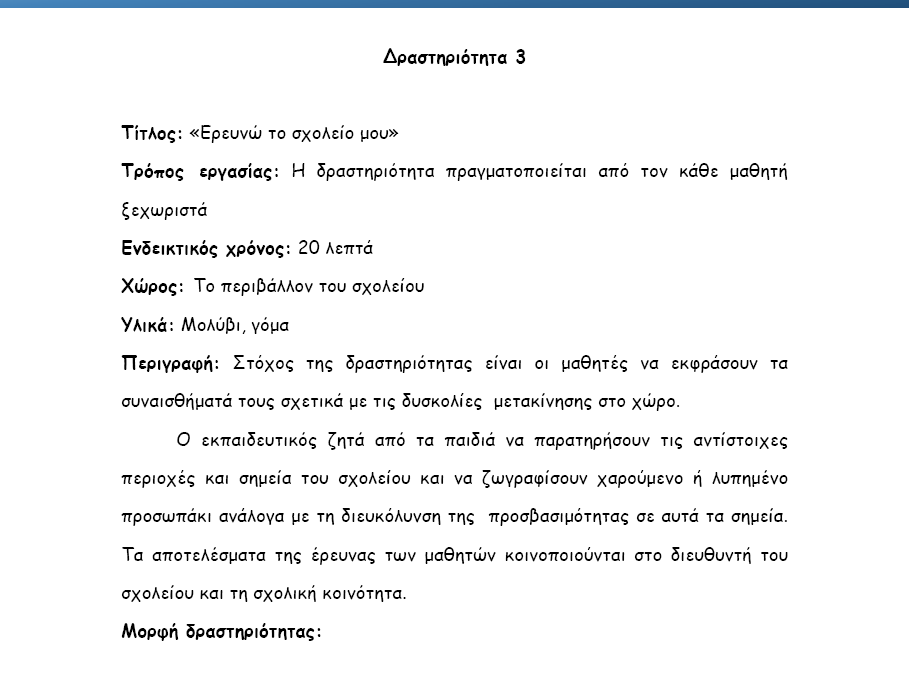 Δραστηριότητα 3
Τίτλος: «Ερευνώ το σχολείο μου»
Τρόπος εργασίας: Η δραστηριότητα πραγματοποιείται από τον κάθε μαθητή
ξεχωριστά
Ενδεικτικός χρόνος: 20 λεπτά
Χώρος: Το περιβάλλον του σχολείου
Υλικά: Μολύβι, γόμα
Περιγραφή: Στόχος της δραστηριότητας είναι οι μαθητές να εκφράσουν τα
συναισθήματά τους σχετικά με τις δυσκολίες μετακίνησης στο χώρο.
Ο εκπαιδευτικός ζητά από τα παιδιά να παρατηρήσουν τις αντίστοιχες
περιοχές και σημεία του σχολείου και να ζωγραφίσουν χαρούμενο ή λυπημένο
προσωπάκι ανάλογα με τη διευκόλυνση της προσβασιμότητας σε αυτά τα σημεία.
Τα αποτελέσματα της έρευνας των μαθητών κοινοποιούνται στο διευθυντή του
σχολείου και τη σχολική κοινότητα.
Μορφή δραστηριότητας: